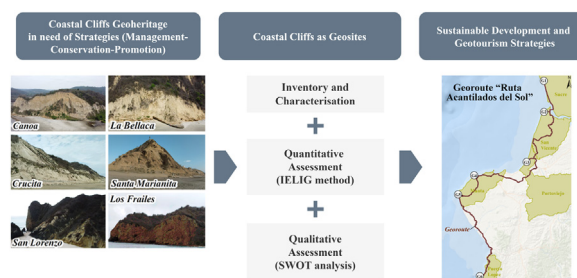 Coastal Cliffs Geoheritage
in need of Strategies (Management-
Conservation-Promotion)
Coastal Cliffs as Geosites
Sustainable Development and
Geotourism Strategies
Canoa
La Bellaca
Crucita
Santa Marianita
San Lorenzo
Los Frailes
Inventory and
Characterisation
+
Quantitative
Assessment
(IELIG method)
+
Qualitative
Assessment
(SWOT analysis)
Georoute "Ruta
Acantilados del Sol"
Georoute